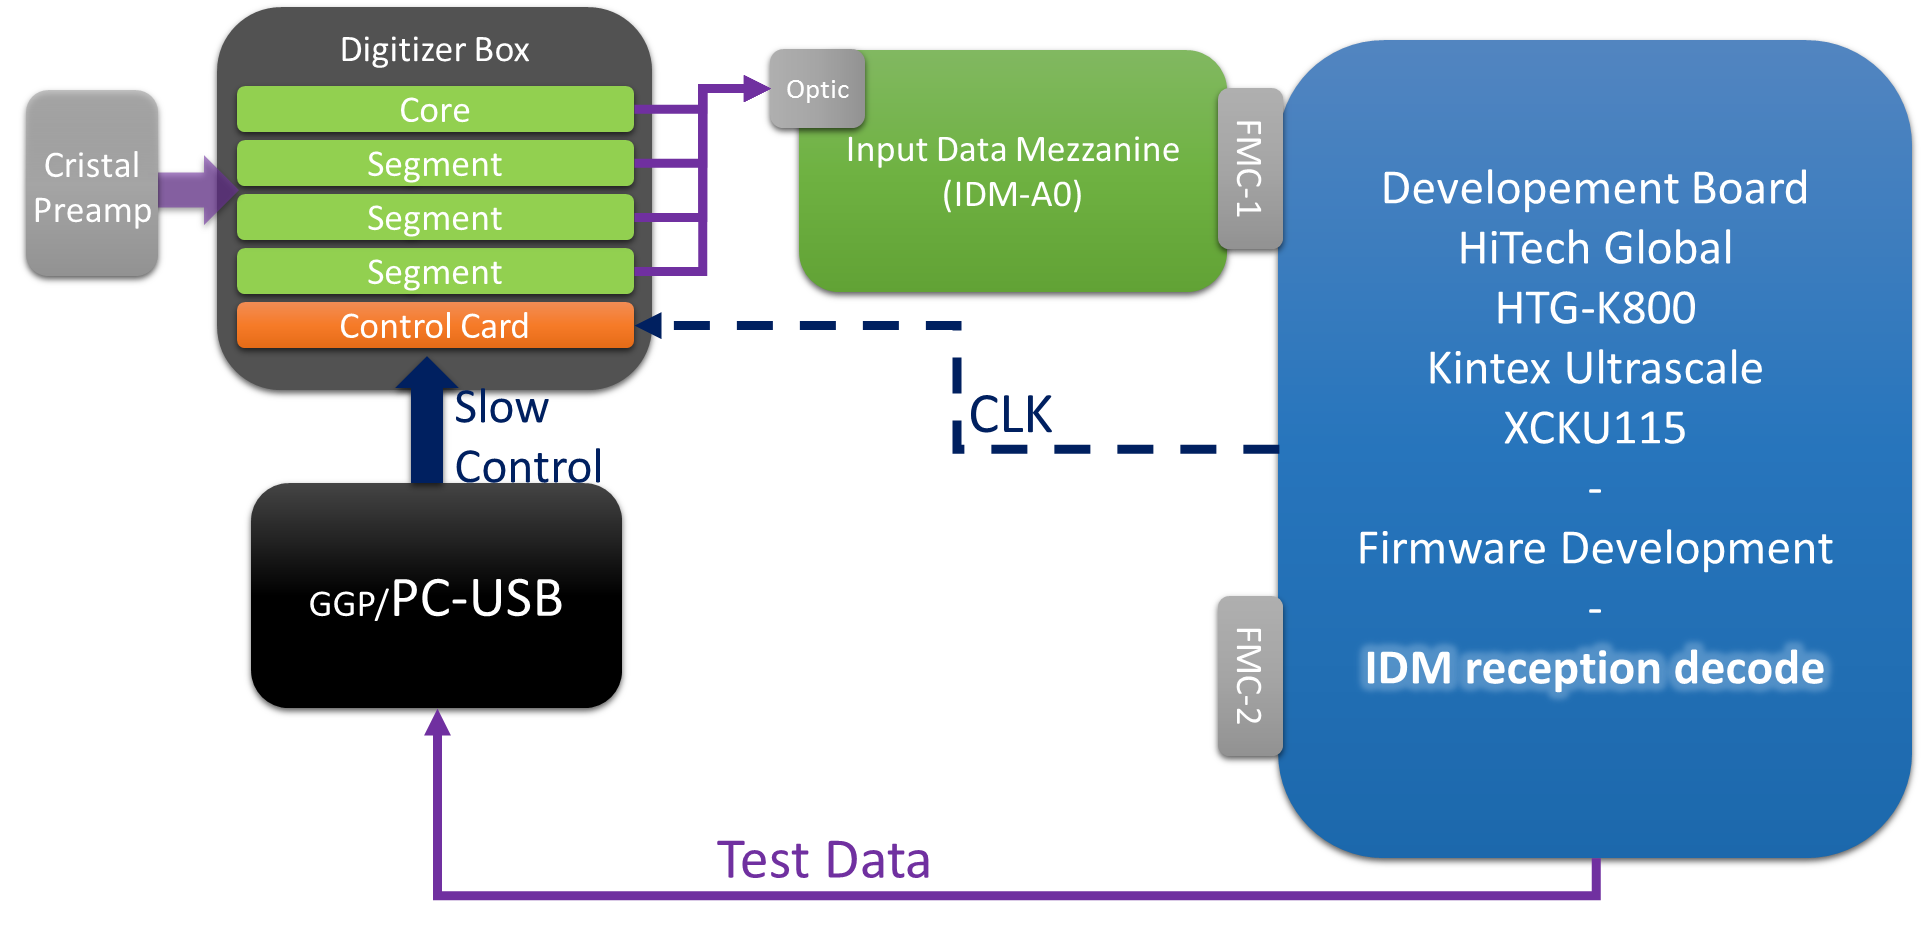 Digitizer Box
Core
Segment
Segment
Segment
Control Card
Cristal
Preamp
Optic
Input Data Mezzanine
(IDM-A0)
FMC-1
Developement Board
HiTech Global
HTG-K800
Kintex Ultrascale
XCKU115
-
Firmware Development
-
IDM reception decode
FMC-2
CLK
Slow
Control
GGP/PC-USB
Test Data